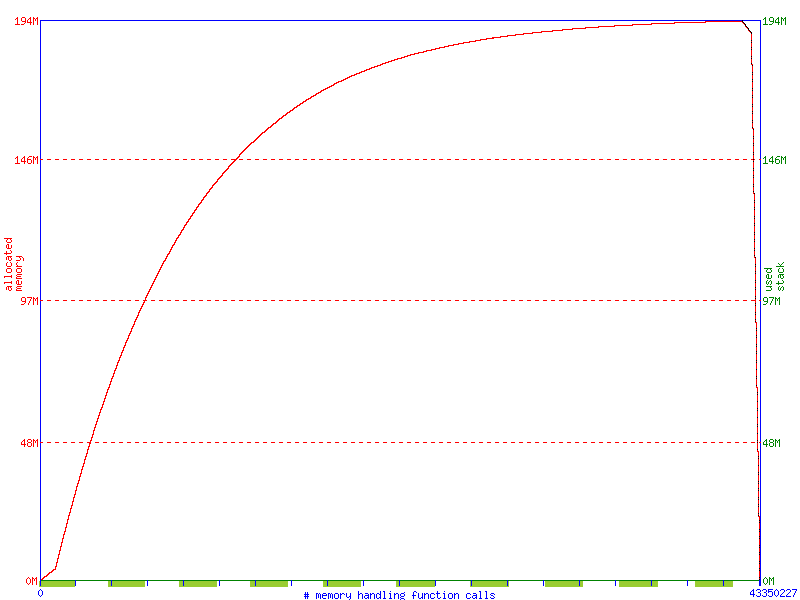 194M
194M
146M
146M
allocated
memory
used
stack
97M
97M
48M
48M
0M
0M
0
# memory handling function calls
43350227